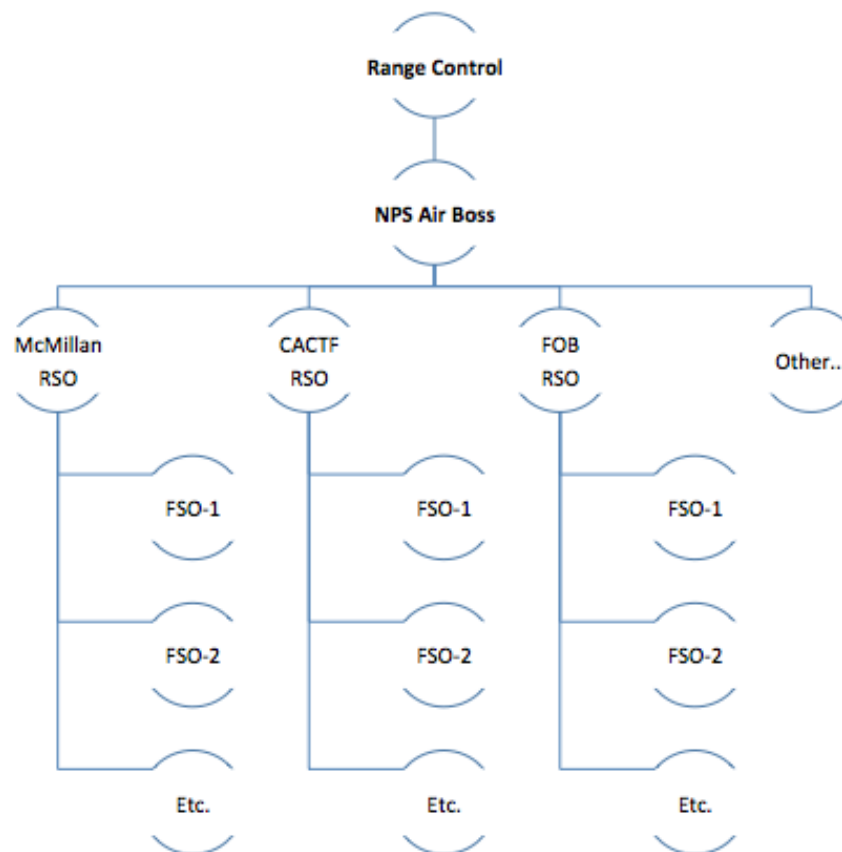 Range Control
NPS Air Boss
McMillan
RSO
CACTF
RSO
FOB
RSO
Other..
FSO-1
FSO-1
FSO-1
FSO-2
FSO-2
FSO-2
Etc.
Etc.
Etc.